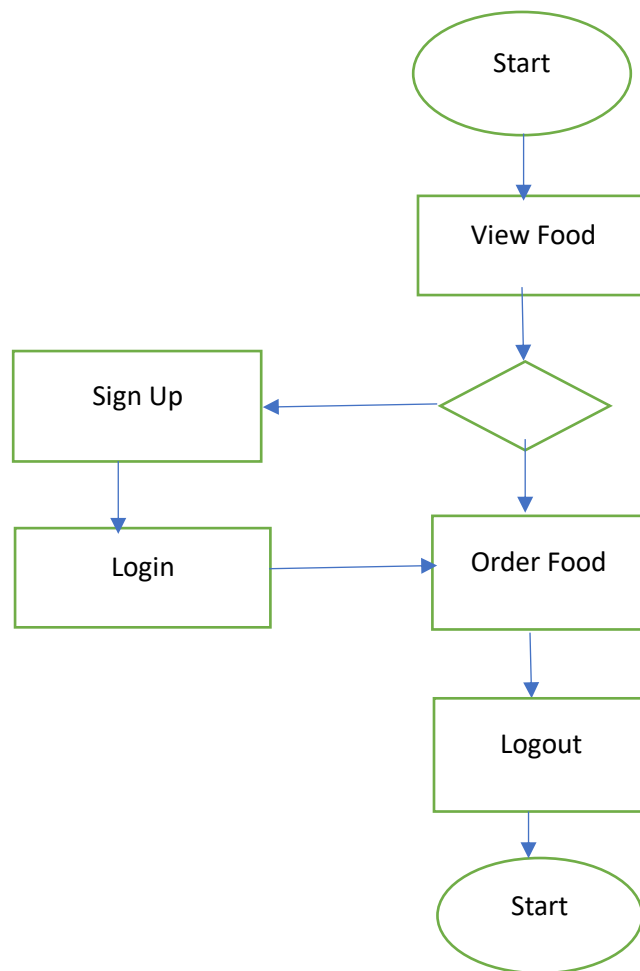 Start
View Food
Sign Up
Login
Order Food
Logout
Start